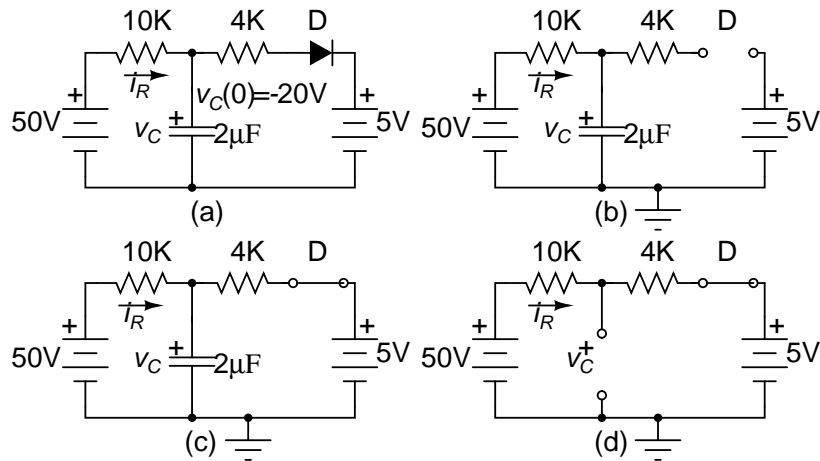 10K 4K D 10K 4K D
i_R v_C(0)=-20V i_R
50V + v_C + 2μF + 5V 50V + v_C + 2μF + 5V
(a) (b)
10K 4K D 10K 4K D
i_R i_R
50V + v_C + 2μF + 5V 50V + v_C + + 5V
(c) (d)